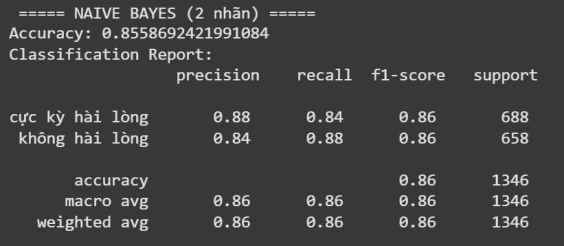 ===== NAIVE BAYES (2 nhãn) =====
Accuracy: 0.8558692421991084
Classification Report:
precision recall f1-score support
cực kỳ hài lòng 0.88 0.84 0.86 688
không hài lòng 0.84 0.88 0.86 658
accuracy 0.86 1346
macro avg 0.86 0.86 0.86 1346
weighted avg 0.86 0.86 0.86 1346